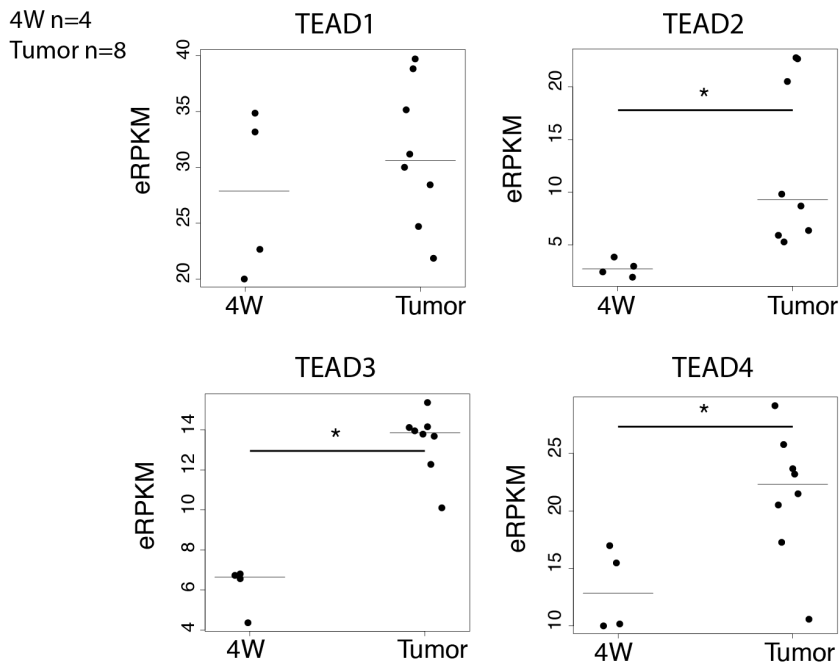 4W n=4
Tumor n=8
TEAD1
eRPKM
40
35
30
25
20
4W Tumor
TEAD2
eRPKM
20
15
10
5
*
4W Tumor
TEAD3
eRPKM
14
12
10
8
6
4
*
4W Tumor
TEAD4
eRPKM
25
20
15
10
*
4W Tumor